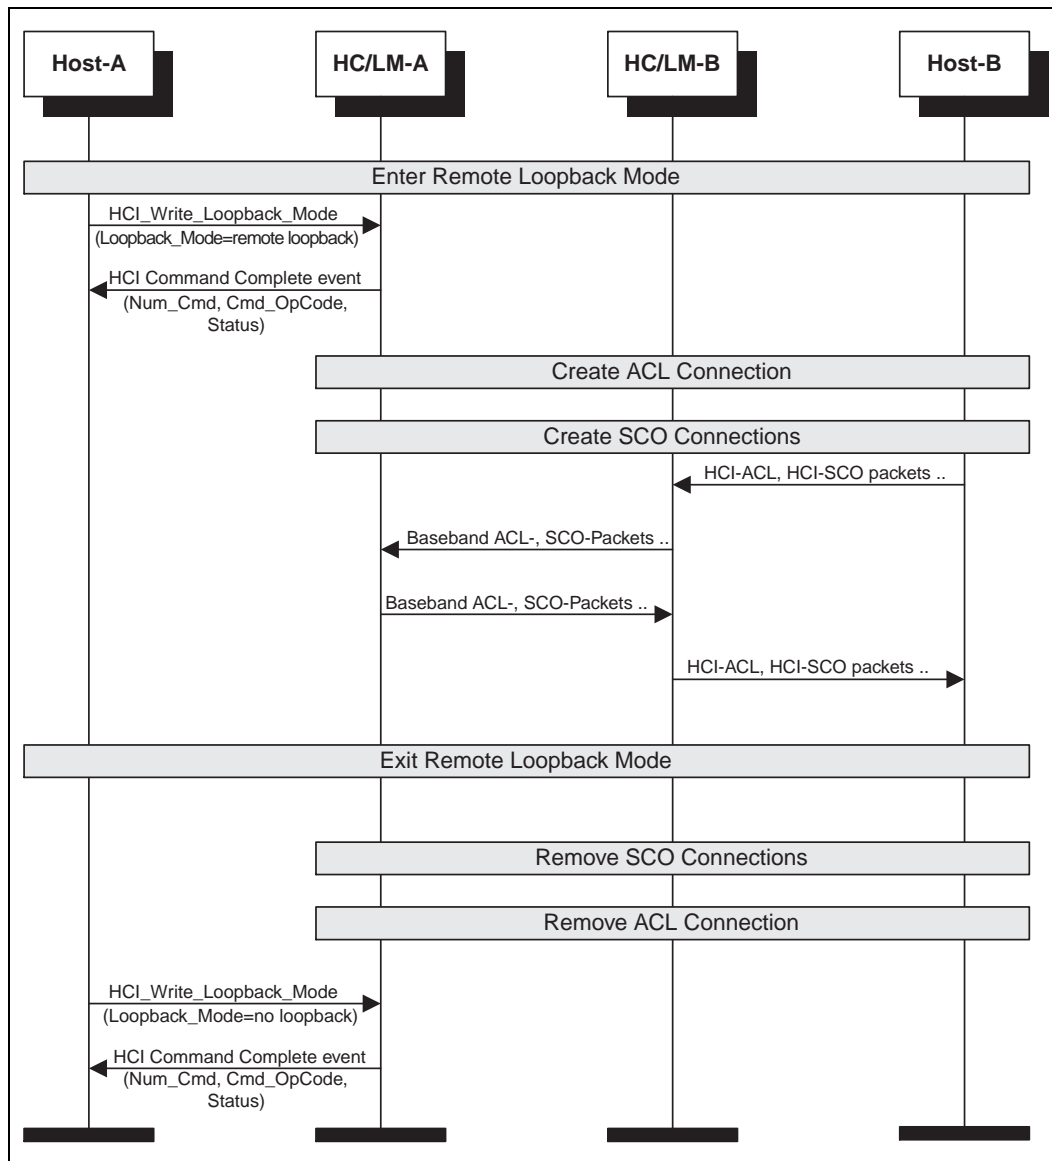 Host-A
HC/LM-A
HC/LM-B
Host-B
Enter Remote Loopback Mode
HCI_Write_Loopback_Mode
(Loopback_Mode=remote loopback)
HCI Command Complete event
(Num_Cmd, Cmd_OpCode,
Status)
Create ACL Connection
Create SCO Connections
HCI-ACL, HCI-SCO packets ..
Baseband ACL-, SCO-Packets ..
Baseband ACL-, SCO-Packets ..
HCI-ACL, HCI-SCO packets ..
Exit Remote Loopback Mode
Remove SCO Connections
Remove ACL Connection
HCI_Write_Loopback_Mode
(Loopback_Mode=no loopback)
HCI Command Complete event
(Num_Cmd, Cmd_OpCode,
Status)